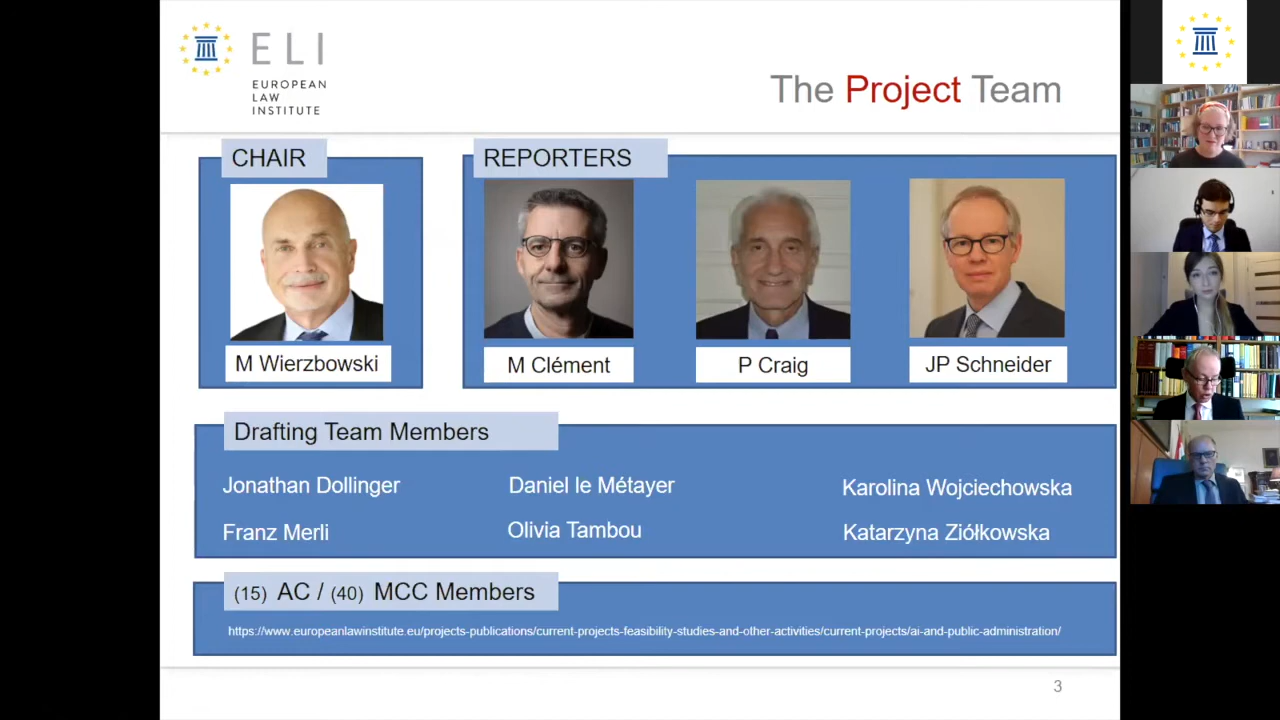 ELI
EUROPEAN
LAW
INSTITUTE
The Project Team
CHAIR
REPORTERS
M Wierzbowski
M Clément
P Craig
JP Schneider
Drafting Team Members
Jonathan Dollinger
Daniel le Métayer
Karolina Wojciechowska
Franz Merli
Olivia Tambou
Katarzyna Ziółkowska
(15) AC / (40) MCC Members
https://www.europeanlawinstitute.eu/projects-publications/current-projects-feasibility-studies-and-other-activities/current-projects/ai-and-public-administration/
3